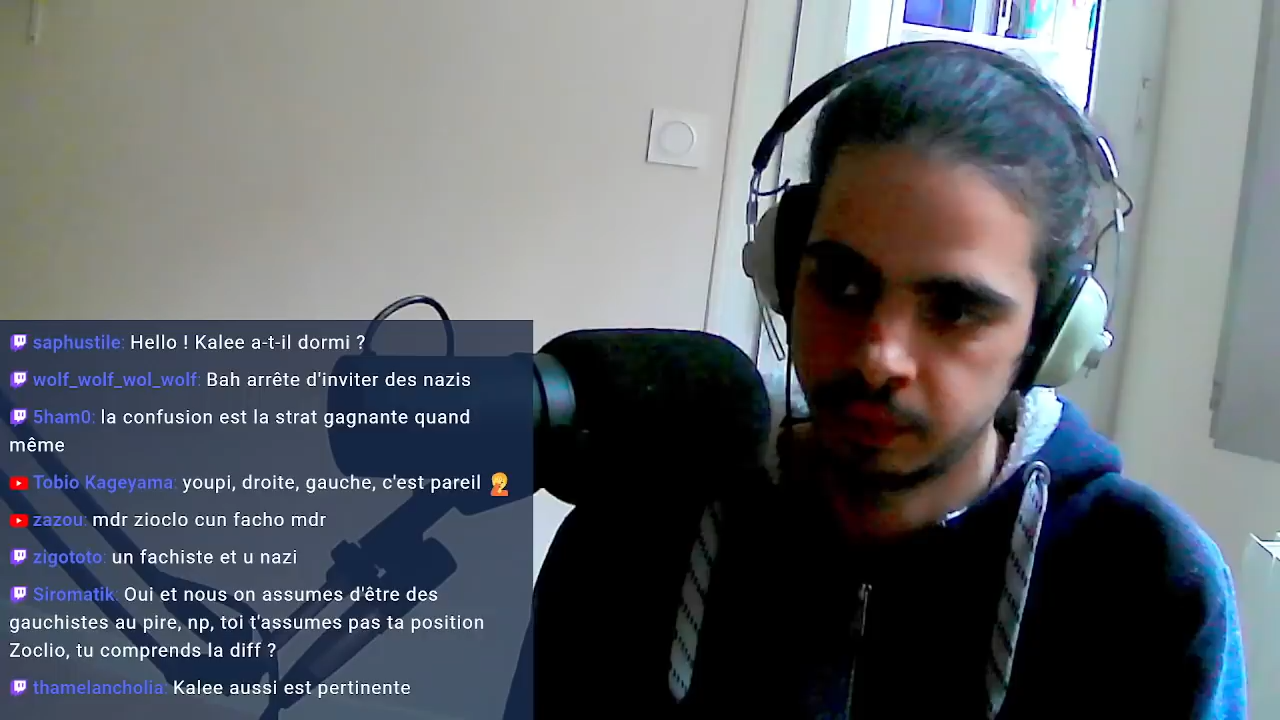 saphustile: Hello ! Kalee a-t-il dormi ?
wolf_wolf_wol_wolf: Bah arrête d'inviter des nazis
5ham0: la confusion est la strat gagnante quand
même
Tobio Kageyama: youpi, droite, gauche, c'est pareil 🤦
zazou: mdr zioclo cun facho mdr
zigototo: un fachiste et u nazi
Siromatik: Oui et nous on assumes d'être des
gauchistes au pire, np, toi t'assumes pas ta position
Zoclio, tu comprends la diff ?
thamelancholia: Kalee aussi est pertinente